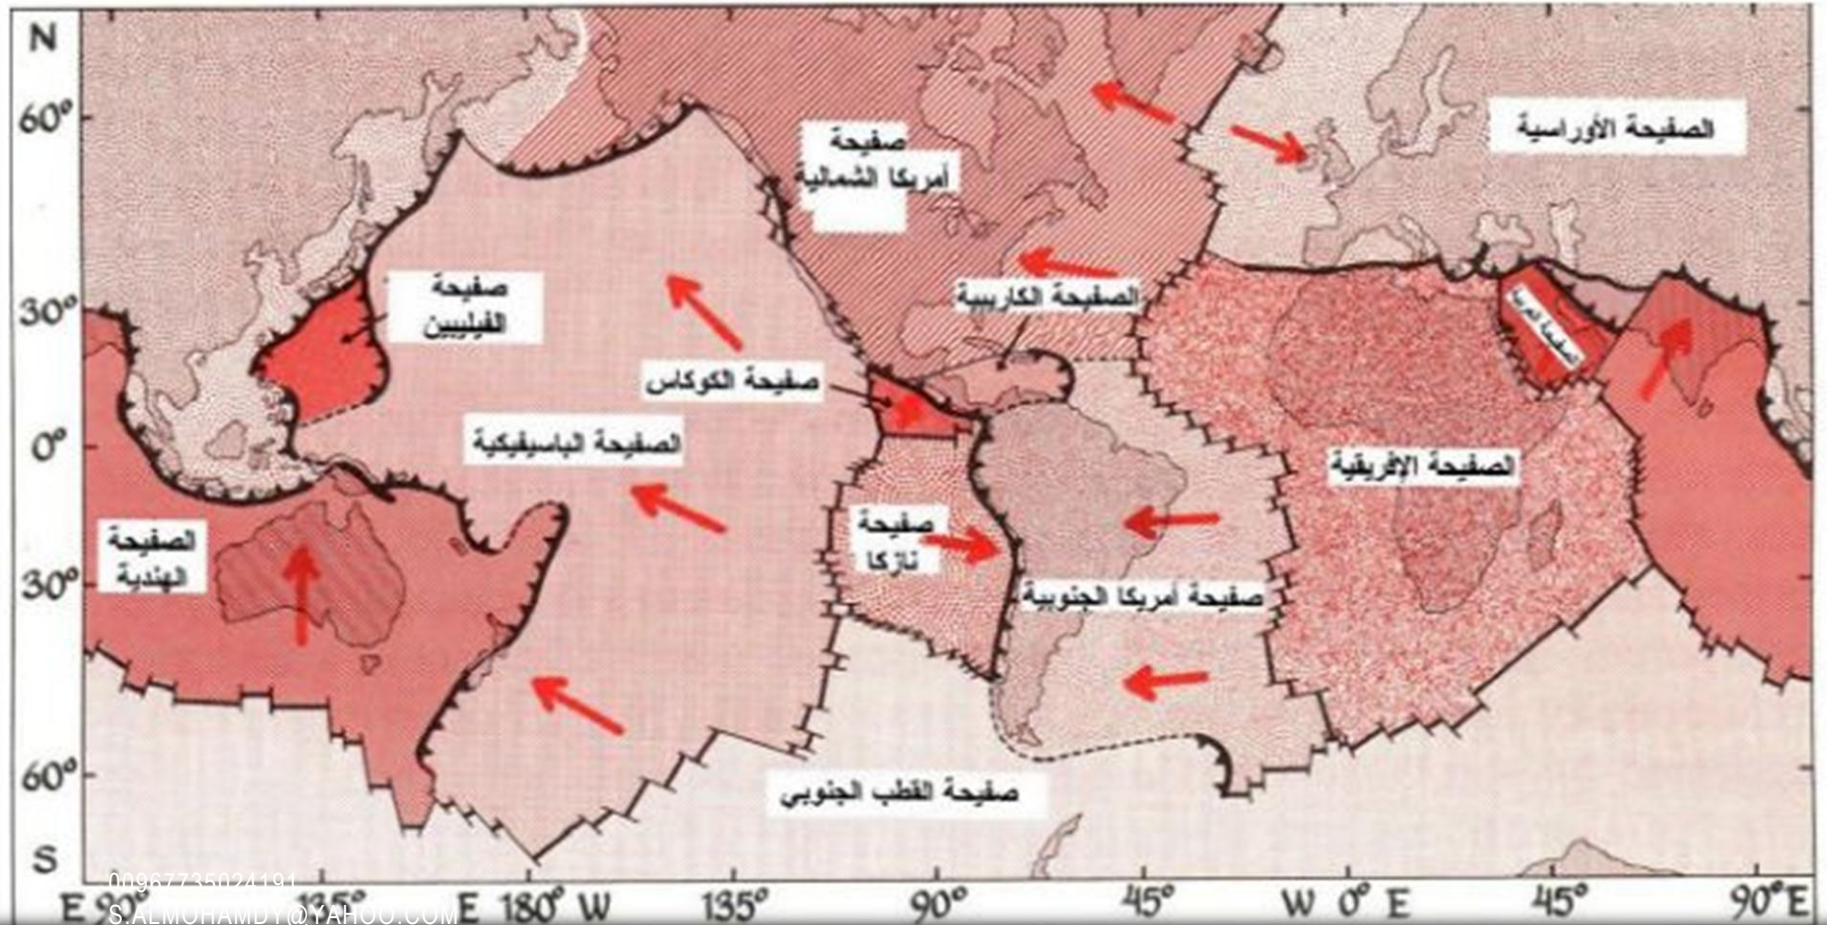 N
60°
30°
0°
30°
60°
S
الصفيحة الأوراسية
صفيحة
أمريكا الشمالية
الصفيحة الكاريبية
صفيحة
الفيليبين
صفيحة الكوكاس
الصفيحة الباسيفيكية
الصفيحة العربية
الصفيحة الإفريقية
الصفيحة
الهندية
صفيحة
نازكا
صفيحة أمريكا الجنوبية
صفيحة القطب الجنوبي
E 90° E 180° W 135° 90° 45° W 0° E 45° 90°E
00967735024191
S.ALMOHAMDY@YAHOO.COM